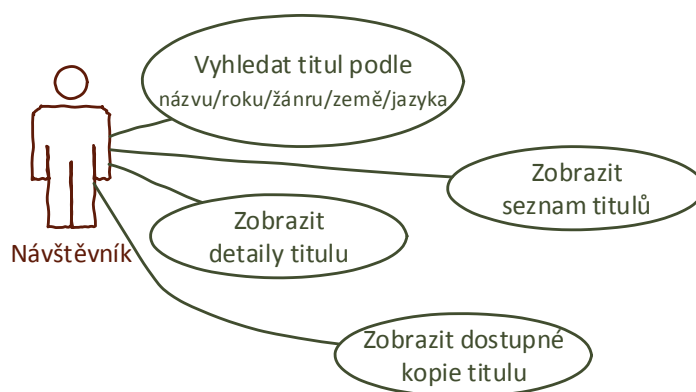 Vyhledat titul podle
názvu/roku/žánru/země/jazyka
Zobrazit
seznam titulů
Zobrazit
detaily titulu
Návštěvník
Zobrazit dostupné
kopie titulu